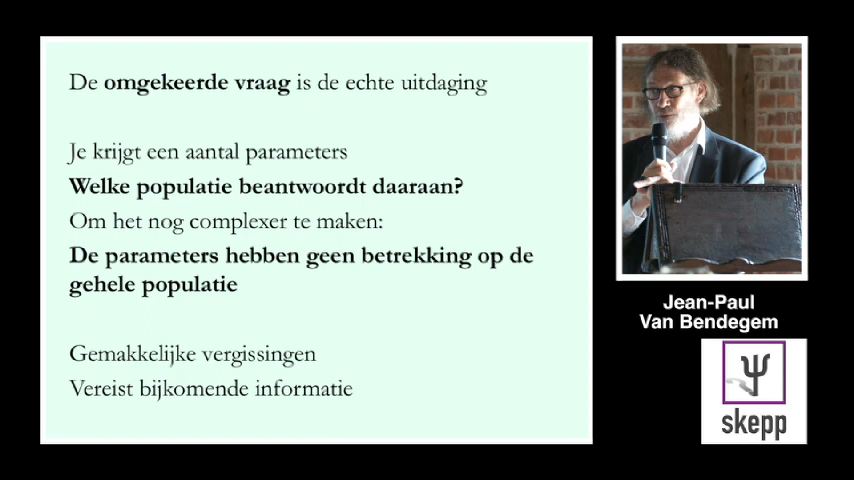 De omgekeerde vraag is de echte uitdaging
Je krijgt een aantal parameters
Welke populatie beantwoordt daaraan?
Om het nog complexer te maken:
De parameters hebben geen betrekking op de
gehele populatie
Gemakkelijke vergissingen
Vereist bijkomende informatie
Jean-Paul
Van Bendegem
skepp